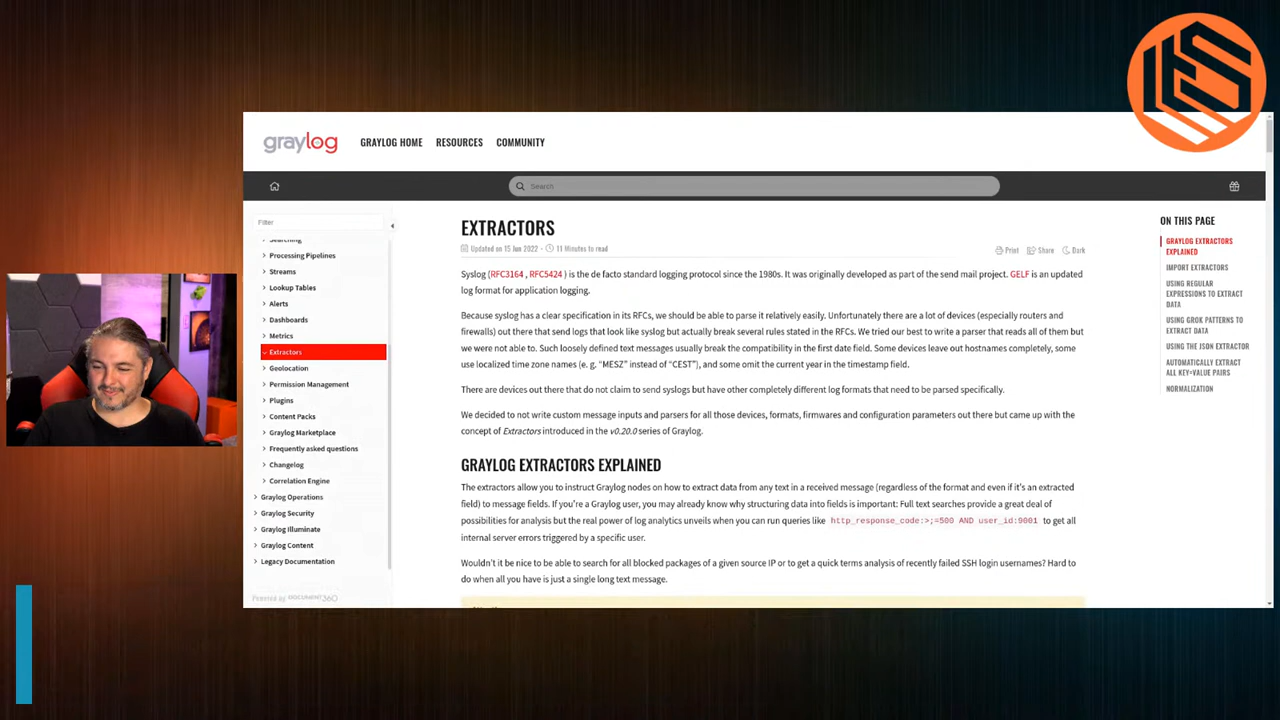 graylog
GRAYLOG HOME
RESOURCES
COMMUNITY
Search
Filter
Searching
Processing Pipelines
Streams
Lookup Tables
Alerts
Dashboards
Metrics
Extractors
Geolocation
Permission Management
Plugins
Content Packs
Graylog Marketplace
Frequently asked questions
Changelog
Correlation Engine
Graylog Operations
Graylog Security
Graylog Illuminate
Graylog Content
Legacy Documentation
Powered by DOCUMENT360
EXTRACTORS
Updated on 15 Jun 2022 - 11 Minutes to read
Print
Share
Dark
Syslog (RFC3164 , RFC5424 ) is the de facto standard logging protocol since the 1980s. It was originally developed as part of the send mail project. GELF is an updated
log format for application logging.
Because syslog has a clear specification in its RFCs, we should be able to parse it relatively easily. Unfortunately there are a lot of devices (especially routers and
firewalls) out there that send logs that look like syslog but actually break several rules stated in the RFCs. We tried our best to write a parser that reads all of them but
we were not able to. Such loosely defined text messages usually break the compatibility in the first date field. Some devices leave out hostnames completely, some
use localized time zone names (e. g. “MESZ” instead of “CEST”), and some omit the current year in the timestamp field.
There are devices out there that do not claim to send syslogs but have other completely different log formats that need to be parsed specifically.
We decided to not write custom message inputs and parsers for all those devices, formats, firmwares and configuration parameters out there but came up with the
concept of Extractors introduced in the v0.20.0 series of Graylog.
GRAYLOG EXTRACTORS EXPLAINED
The extractors allow you to instruct Graylog nodes on how to extract data from any text in a received message (regardless of the format and even if it's an extracted
field) to message fields. If you're a Graylog user, you may already know why structuring data into fields is important: Full text searches provide a great deal of
possibilities for analysis but the real power of log analytics unveils when you can run queries like http_response_code:>;=500 AND user_id:9001 to get all
internal server errors triggered by a specific user.
Wouldn't it be nice to be able to search for all blocked packages of a given source IP or to get a quick terms analysis of recently failed SSH login usernames? Hard to
do when all you have is just a single long text message.
ON THIS PAGE
GRAYLOG EXTRACTORS
EXPLAINED
IMPORT EXTRACTORS
USING REGULAR
EXPRESSIONS TO EXTRACT
DATA
USING GROK PATTERNS TO
EXTRACT DATA
USING THE JSON EXTRACTOR
AUTOMATICALLY EXTRACT
ALL KEY=VALUE PAIRS
NORMALIZATION